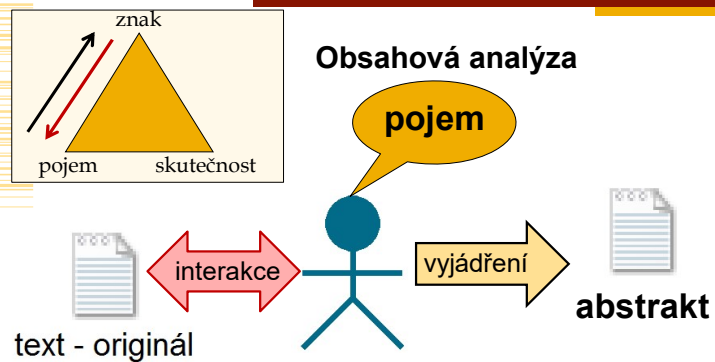 znak
pojem skutečnost
Obsahová analýza
pojem
interakce
vyjádření
text - originál
abstrakt